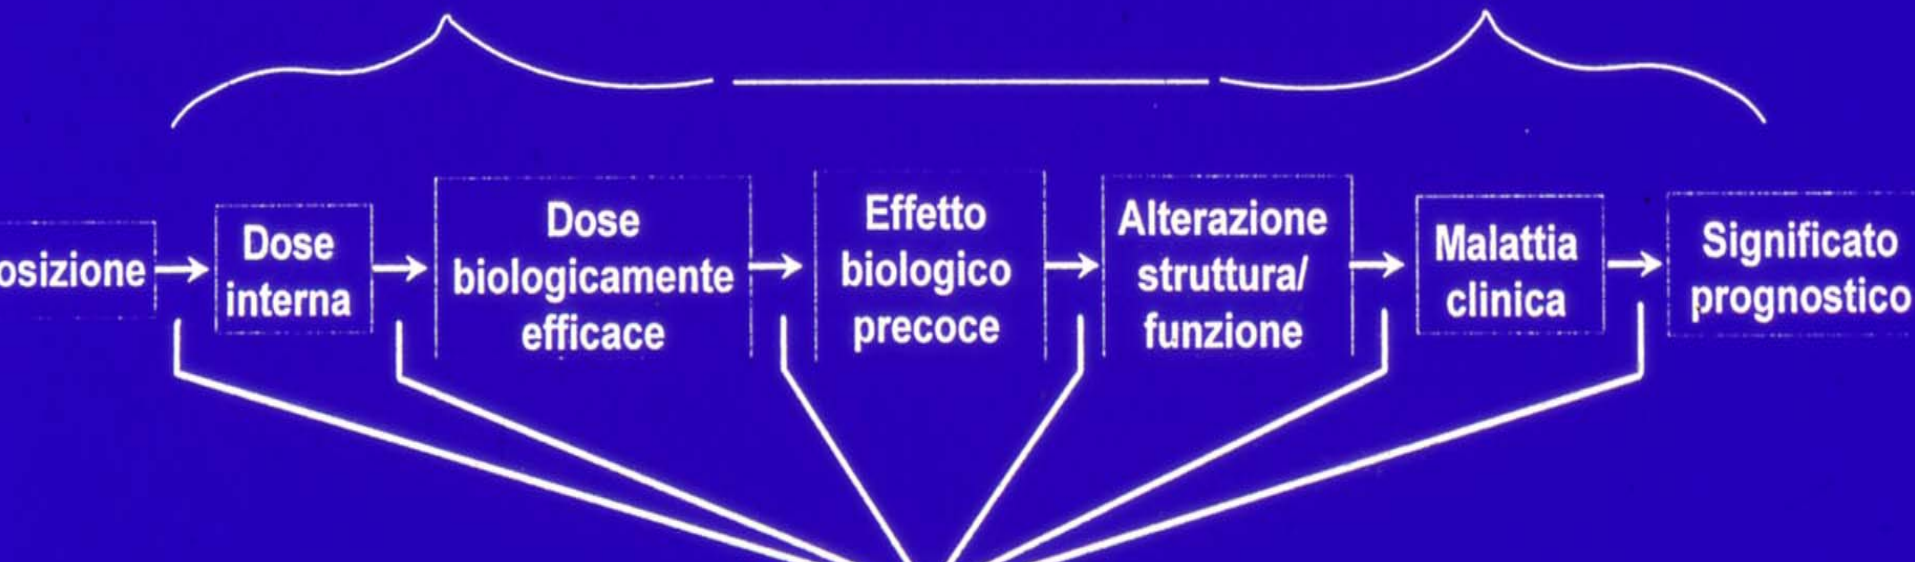 osizione
Dose
interna
Dose
biologicamente
efficace
Effetto
biologico
precoce
Alterazione
struttura/
funzione
Malattia
clinica
Significato
prognostico